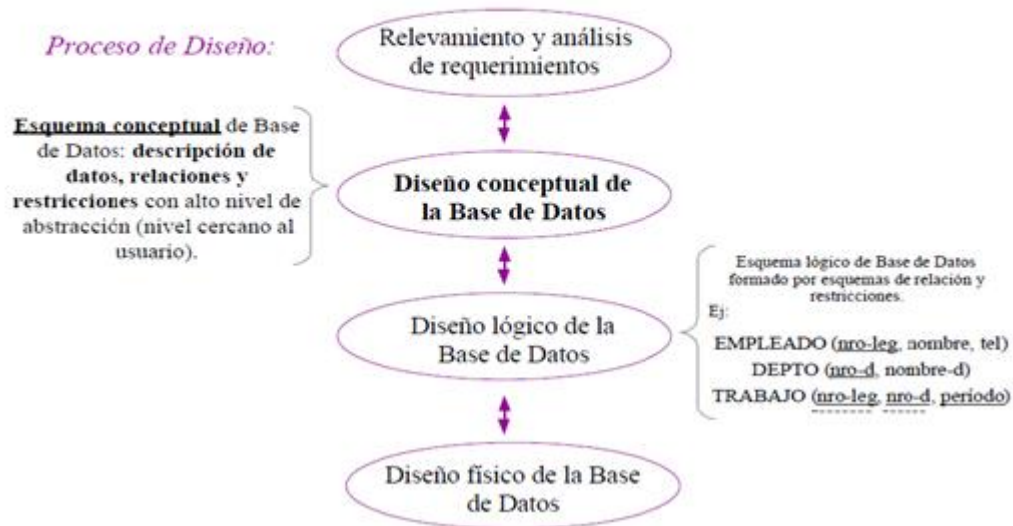 Proceso de Diseño:
Relevamiento y análisis
de requerimientos
Esquema conceptual de Base
de Datos: descripción de
datos, relaciones y
restricciones con alto nivel de
abstracción (nivel cercano al
usuario).
Diseño conceptual de
la Base de Datos
Diseño lógico de la
Base de Datos
Esquema lógico de Base de Datos
formado por esquemas de relación y
restricciones.
Ej:
EMPLEADO (nro-leg, nombre, tel)
DEPTO (nro-d, nombre-d)
TRABAJO (nro-leg, nro-d, período)
Diseño físico de la Base
de Datos